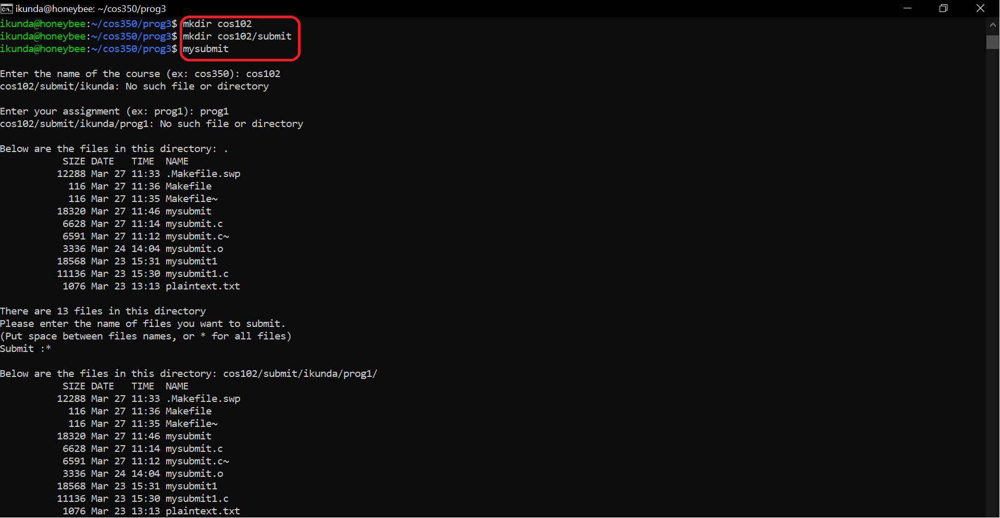 ikunda@honeybee: ~/cos350/prog3
ikunda@honeybee:~/cos350/prog3$ mkdir cos102
ikunda@honeybee:~/cos350/prog3$ mkdir cos102/submit
ikunda@honeybee:~/cos350/prog3$ mysubmit
Enter the name of the course (ex: cos350): cos102
cos102/submit/ikunda: No such file or directory
Enter your assignment (ex: prog1): prog1
cos102/submit/ikunda/prog1: No such file or directory
Below are the files in this directory: .
SIZE DATE TIME NAME
12288 Mar 27 11:33 .Makefile.swp
116 Mar 27 11:36 Makefile
116 Mar 27 11:35 Makefile~
18320 Mar 27 11:46 mysubmit
6628 Mar 27 11:14 mysubmit.c
6591 Mar 27 11:12 mysubmit.c~
3336 Mar 24 14:04 mysubmit.o
18568 Mar 23 15:31 mysubmit1
11136 Mar 23 15:30 mysubmit1.c
1076 Mar 23 13:13 plaintext.txt
There are 13 files in this directory
Please enter the name of files you want to submit.
(Put space between files names, or * for all files)
Submit :*
Below are the files in this directory: cos102/submit/ikunda/prog1/
SIZE DATE TIME NAME
12288 Mar 27 11:33 .Makefile.swp
116 Mar 27 11:36 Makefile
116 Mar 27 11:35 Makefile~
18320 Mar 27 11:46 mysubmit
6628 Mar 27 11:14 mysubmit.c
6591 Mar 27 11:12 mysubmit.c~
3336 Mar 24 14:04 mysubmit.o
18568 Mar 23 15:31 mysubmit1
11136 Mar 23 15:30 mysubmit1.c
1076 Mar 23 13:13 plaintext.txt